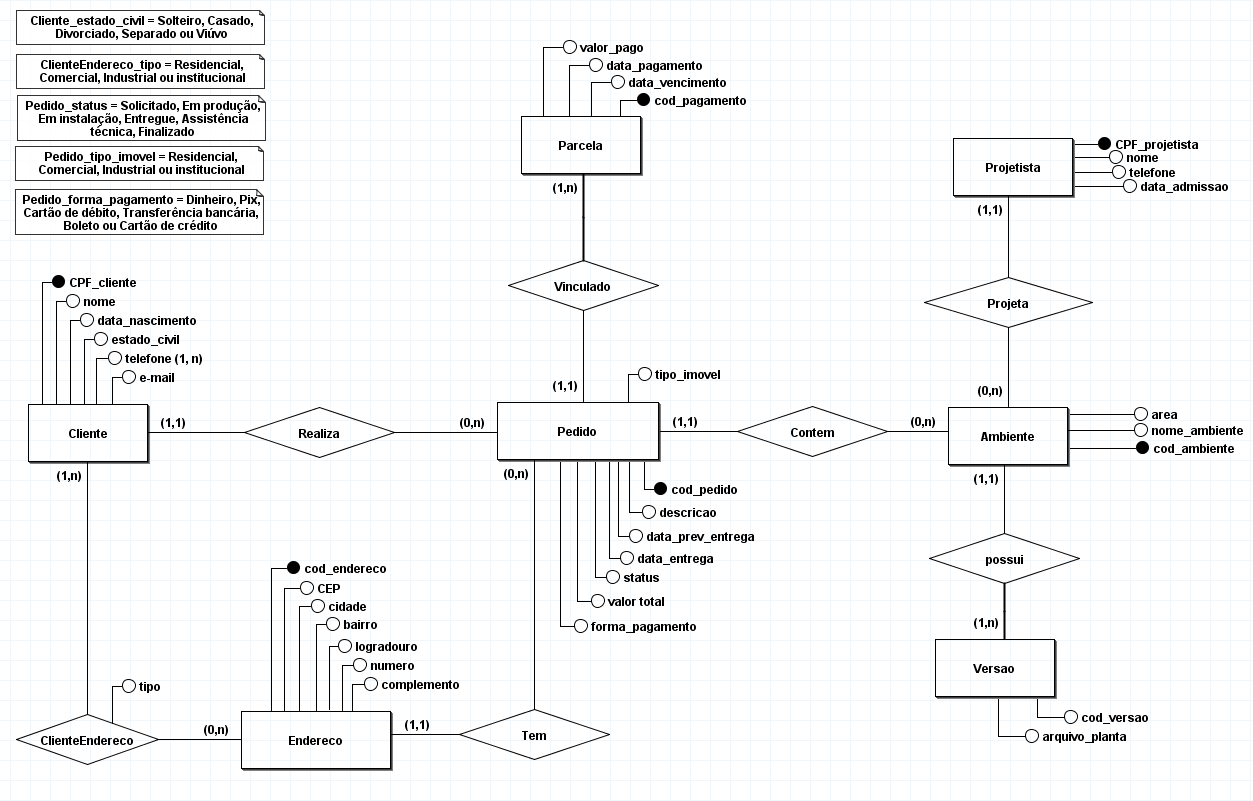 Cliente_estado_civil = Solteiro, Casado,
Divorciado, Separado ou Viúvo
ClienteEndereco_tipo = Residencial,
Comercial, Industrial ou institucional
Pedido_status = Solicitado, Em produção,
Em instalação, Entregue, Assistência
técnica, Finalizado
Pedido_tipo_imovel = Residencial,
Comercial, Industrial ou institucional
Pedido_forma_pagamento = Dinheiro, Pix,
Cartão de débito, Transferência bancária,
Boleto ou Cartão de crédito
valor_pago
data_pagamento
data_vencimento
cod_pagamento
Parcela
(1,n)
Vinculado
(1,1)
CPF_projetista
nome
telefone
data_admissao
Projetista
(1,1)
Projeta
(0,n)
CPF_cliente
nome
data_nascimento
estado_civil
telefone (1, n)
e-mail
Cliente
(1,1)
Realiza
(0,n)
tipo_imovel
Pedido
(1,1)
Contem
(0,n)
Ambiente
area
nome_ambiente
cod_ambiente
(1,n)
(0,n)
cod_pedido
descricao
data_prev_entrega
data_entrega
status
valor total
forma_pagamento
(1,1)
possui
(1,n)
Versao
cod_versao
arquivo_planta
cod_endereco
CEP
cidade
bairro
logradouro
numero
complemento
tipo
ClienteEndereco
(0,n)
Endereco
(1,1)
Tem